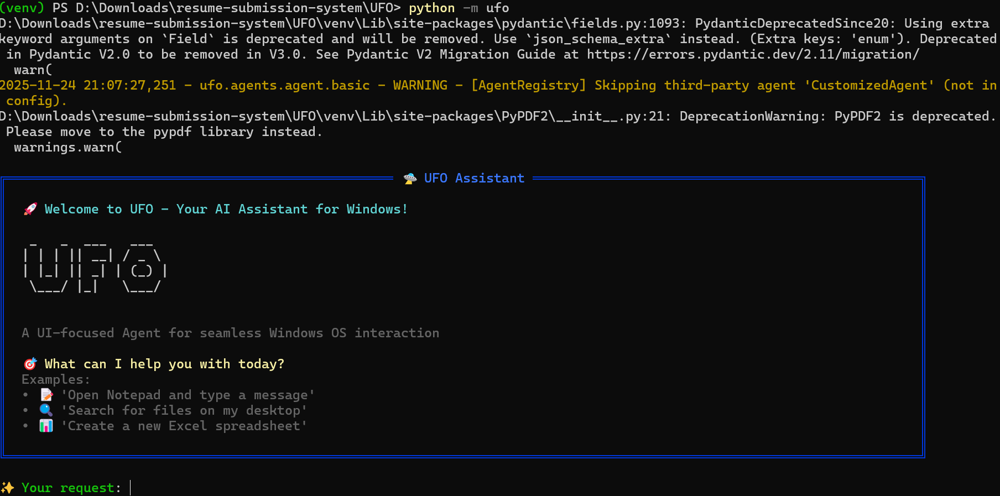 (venv) PS D:\Downloads\resume-submission-system\UFO> python -m ufo
D:\Downloads\resume-submission-system\UFO\venv\Lib\site-packages\pydantic\fields.py:1093: PydanticDeprecatedSince20: Using extra
keyword arguments on `Field` is deprecated and will be removed. Use `json_schema_extra` instead. (Extra keys: 'enum'). Deprecated
in Pydantic V2.0 to be removed in V3.0. See Pydantic V2 Migration Guide at https://errors.pydantic.dev/2.11/migration/
  warn(
2025-11-24 21:07:27,251 - ufo.agents.agent.basic - WARNING - [AgentRegistry] Skipping third-party agent 'CustomizedAgent' (not in
config).
D:\Downloads\resume-submission-system\UFO\venv\Lib\site-packages\PyPDF2\__init__.py:21: DeprecationWarning: PyPDF2 is deprecated.
Please move to the pypdf library instead.
  warnings.warn(
🛸 UFO Assistant
🚀 Welcome to UFO - Your AI Assistant for Windows!
 _   _  ___   ___
| | | || __| / _ \
| |_| || _| | (_) |
 \___/ |_|   \___/
A UI-focused Agent for seamless Windows OS interaction
🎯 What can I help you with today?
Examples:
• 📝 'Open Notepad and type a message'
• 🔍 'Search for files on my desktop'
• 📊 'Create a new Excel spreadsheet'
✨ Your request: